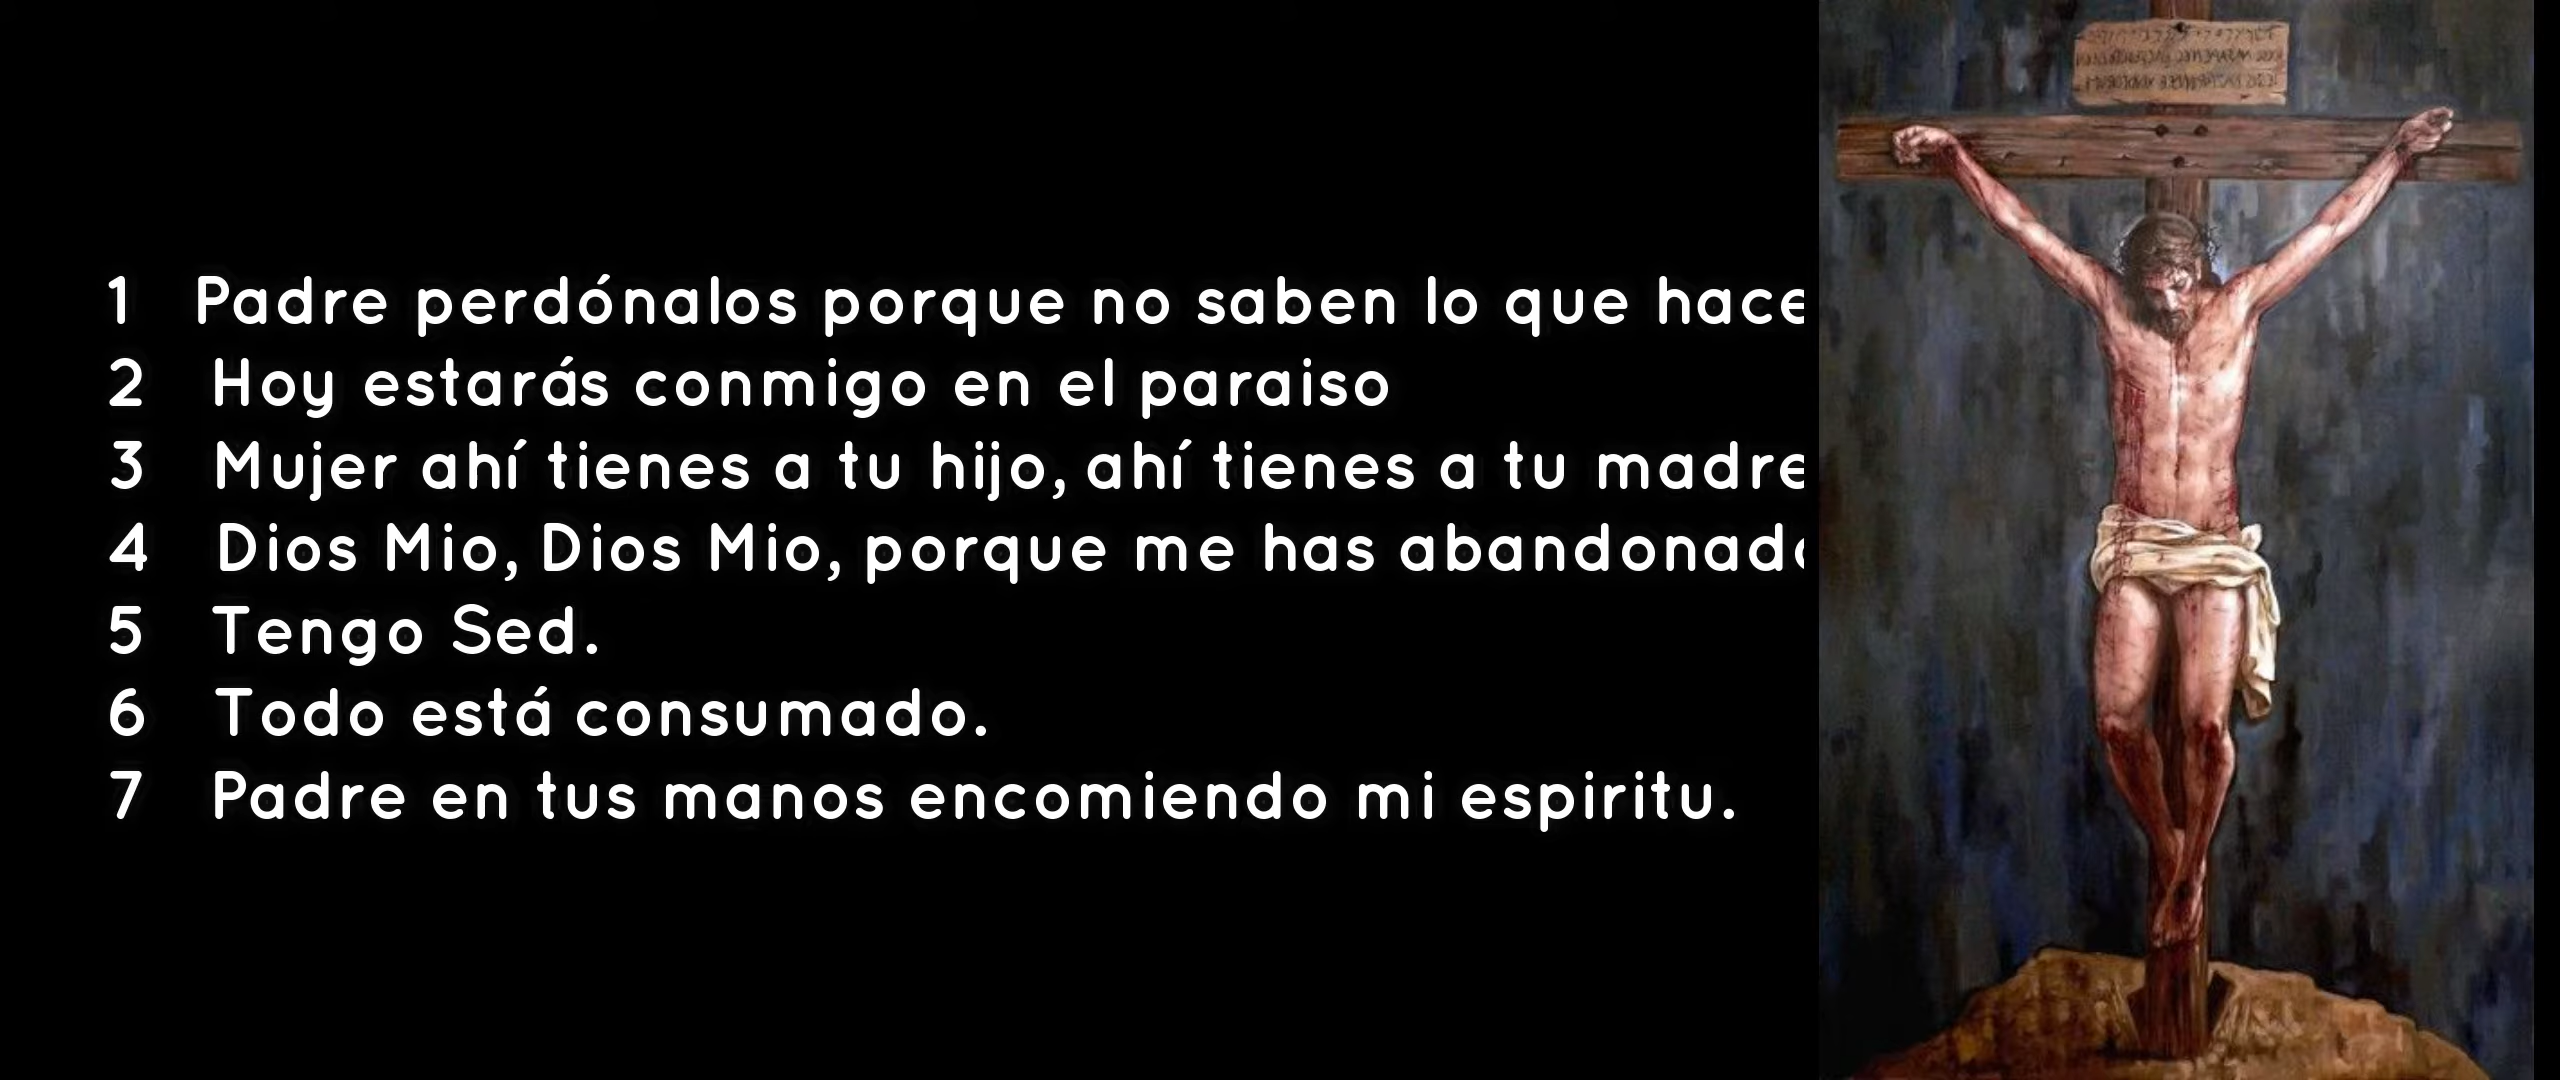 1 Padre perdónalos porque no saben lo que hace
2 Hoy estarás conmigo en el paraiso
3 Mujer ahí tienes a tu hijo, ahí tienes a tu madre
4 Dios Mio, Dios Mio, porque me has abandonad
5 Tengo Sed.
6 Todo está consumado.
7 Padre en tus manos encomiendo mi espiritu.